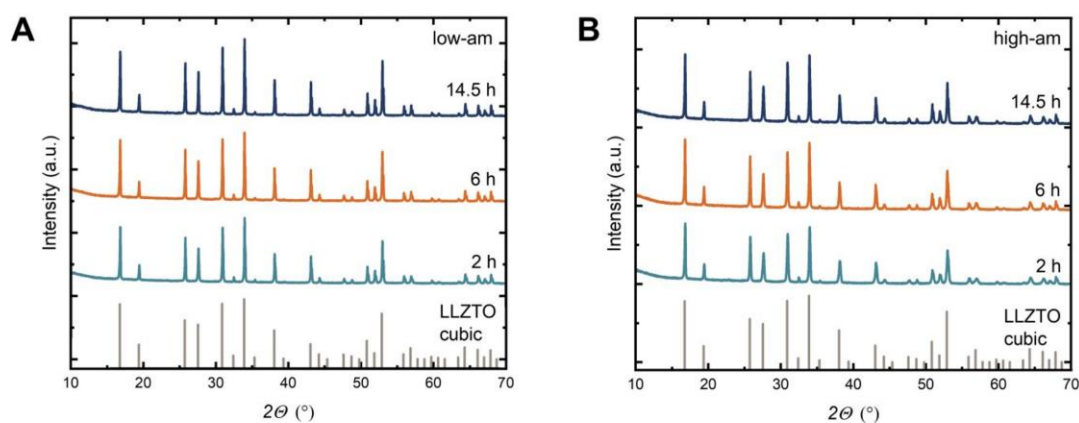 A
low-am
14.5 h
6 h
2 h
LLZTO
cubic
Intensity (a.u.)
10 20 30 40 50 60 70
2Θ (°)
B
high-am
14.5 h
6 h
2 h
LLZTO
cubic
Intensity (a.u.)
10 20 30 40 50 60 70
2Θ (°)